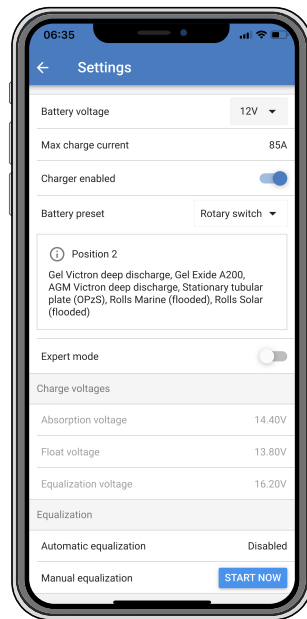 06:35
Settings
Battery voltage 12V
Max charge current 85A
Charger enabled
Battery preset Rotary switch
Position 2
Gel Victron deep discharge, Gel Exide A200,
AGM Victron deep discharge, Stationary tubular
plate (OPzS), Rolls Marine (flooded), Rolls Solar
(flooded)
Expert mode
Charge voltages
Absorption voltage 14.40V
Float voltage 13.80V
Equalization voltage 16.20V
Equalization
Automatic equalization Disabled
Manual equalization START NOW